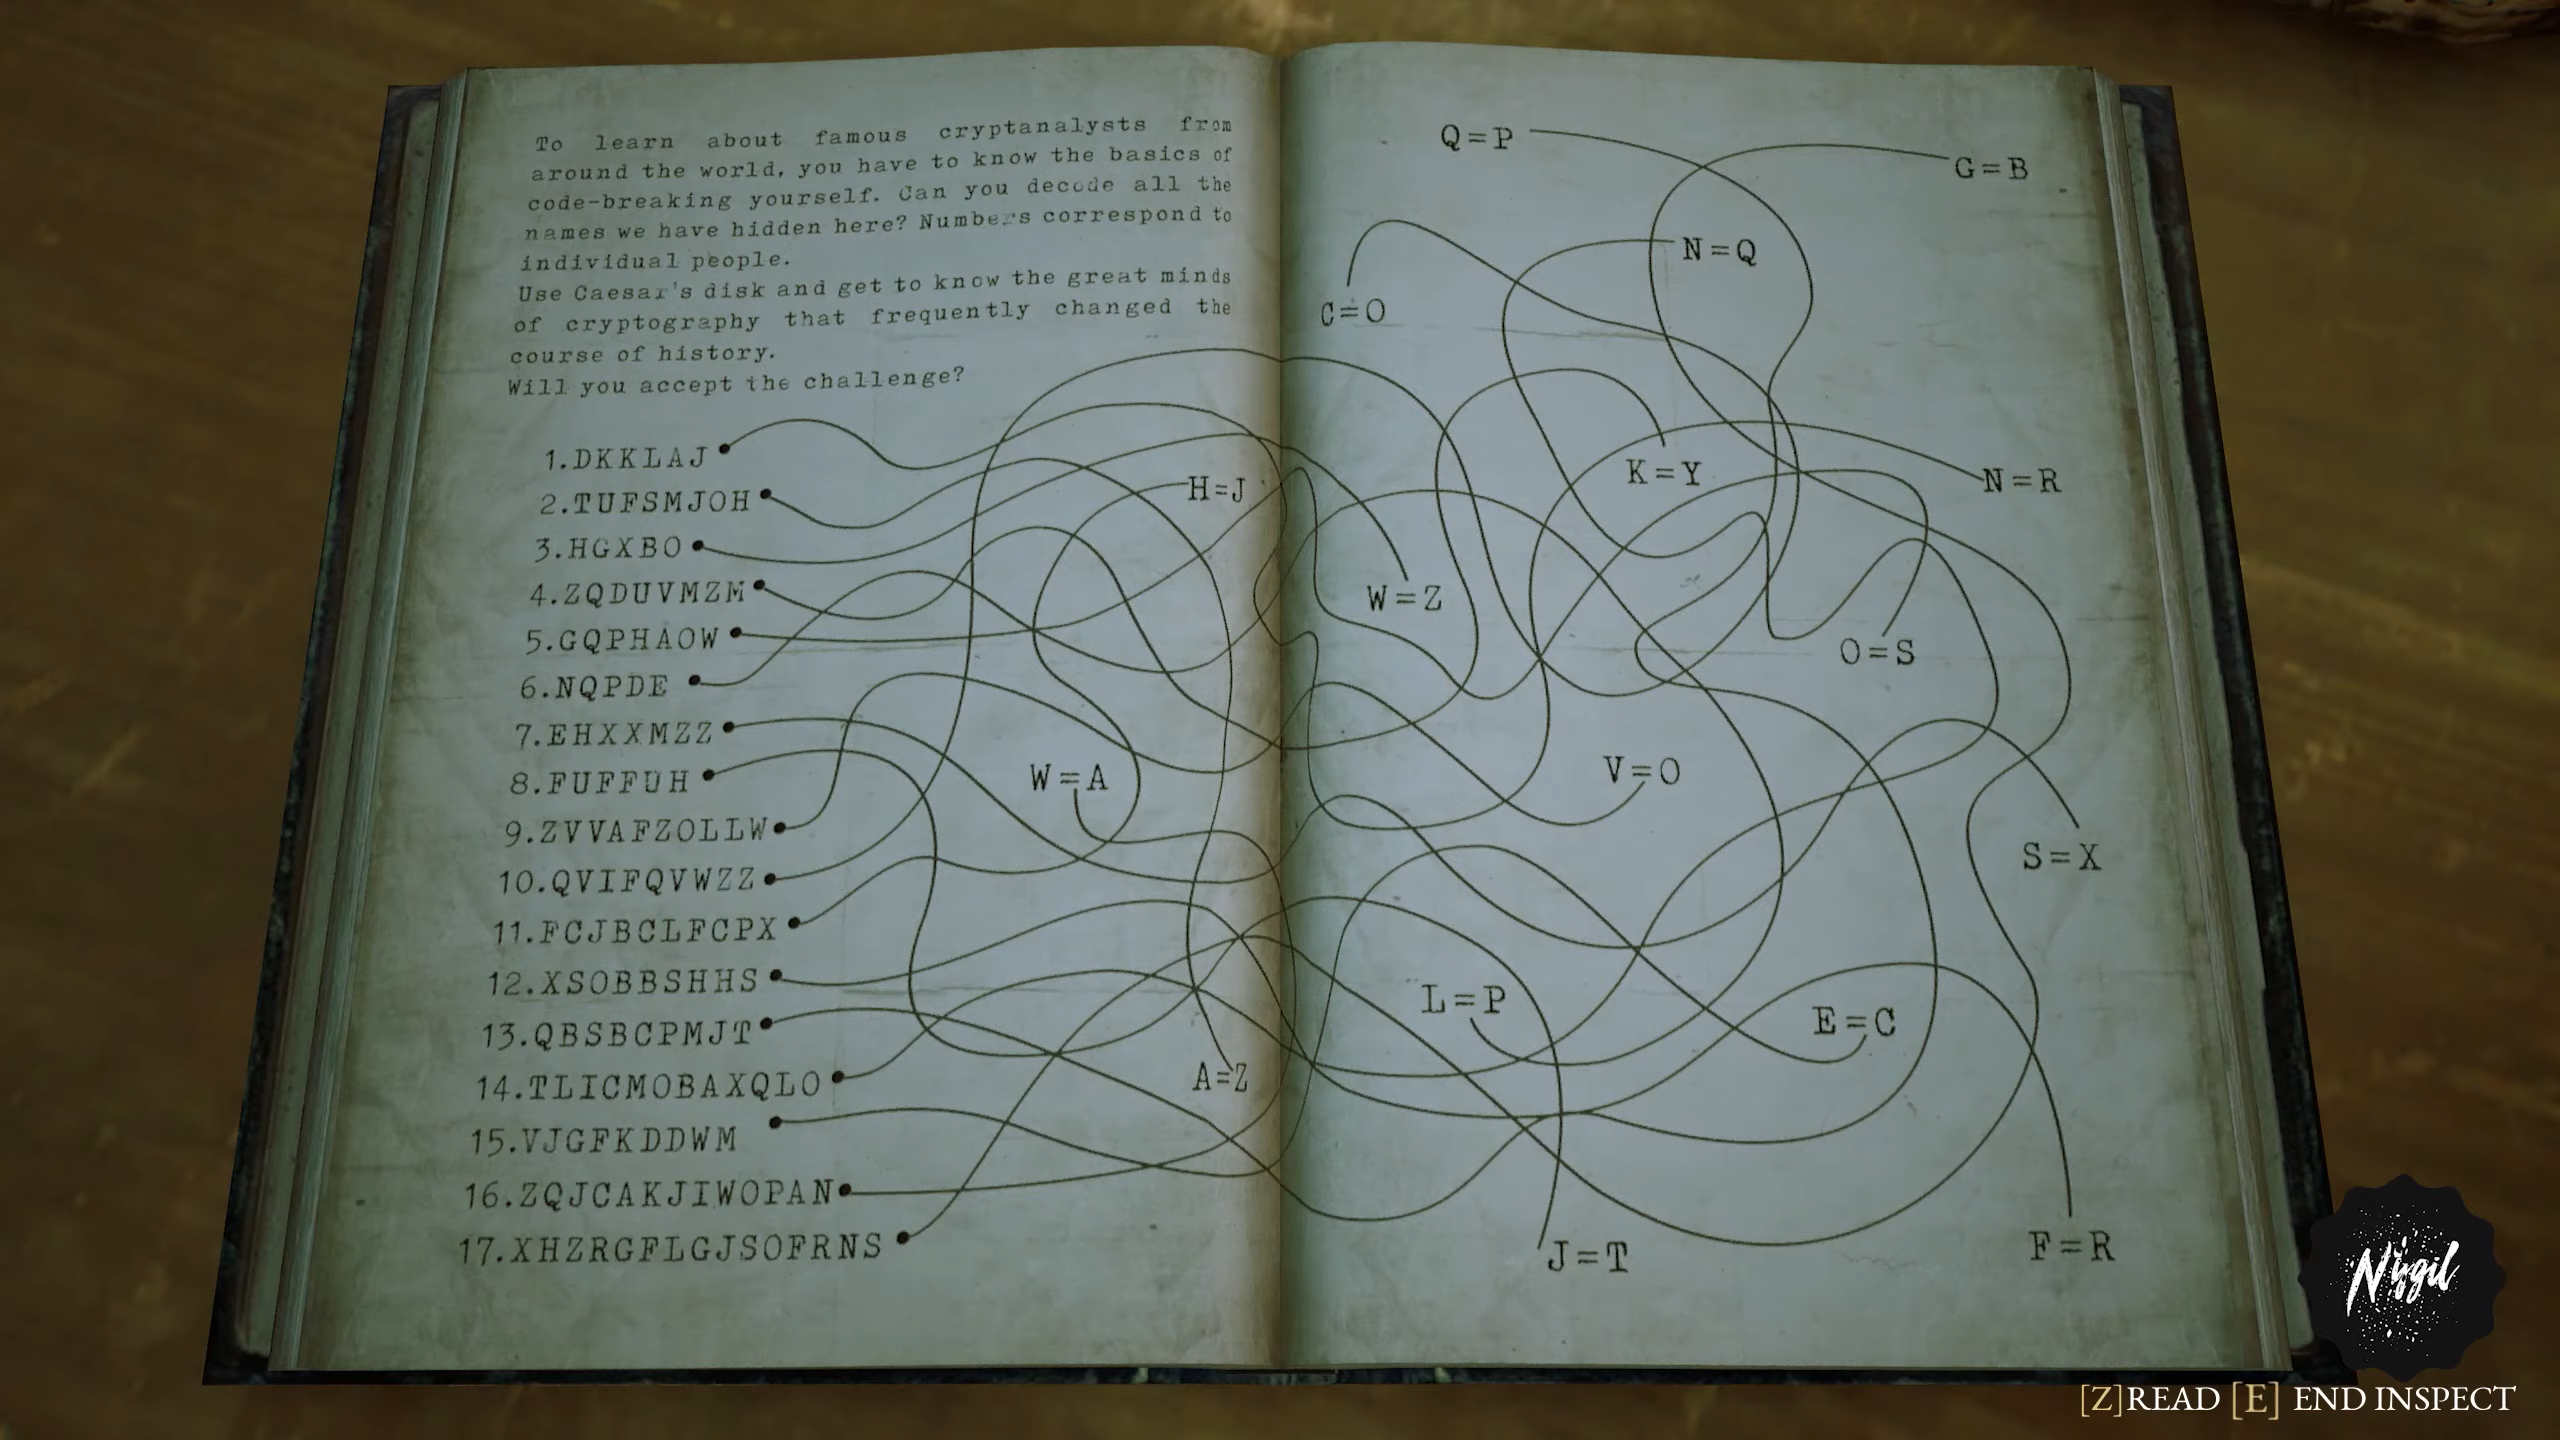 To learn about famous cryptanalysts from
around the world, you have to know the basics of
code-breaking yourself. Can you decode all the
names we have hidden here? Numbers correspond to
individual people.
Use Caesar's disk and get to know the great minds
of cryptography that frequently changed the
course of history.
Will you accept the challenge?
1.DKKLAJ
2.TUFSMJOH
3.HGXBO
4.ZQDUVMZM
5.GQPHAOW
6.NQPDE
7.EHXXMZZ
8.FUFFUH
9.ZVVAFZOLLW
10.QVIFQVWZZ
11.FCJBCLFCPX
12.XSOBBSHHS
13.QBSBCPMJT
14.TLICMOBAXQLO
15.VJGFKDDWM
16.ZQJCAKJIWOPAN
17.XHZRGFLGJSOFRNS
H=J
W=A
A=Z
Q=P
G=B
N=Q
C=O
K=Y
N=R
W=Z
O=S
V=O
S=X
L=P
E=C
J=T
F=R
Nirgil
[Z]READ [E] END INSPECT